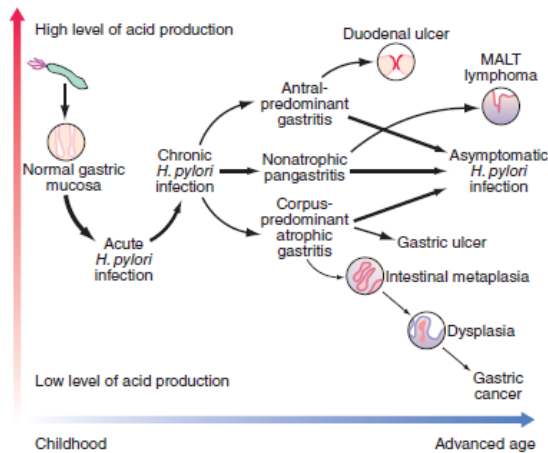 High level of acid production
Duodenal ulcer
MALT
lymphoma
Antral-
predominant
gastritis
Normal gastric
mucosa
Chronic
H. pylori
infection
Nonatrophic
pangastritis
Asymptomatic
H. pylori
infection
Acute
H. pylori
infection
Corpus-
predominant
atrophic
gastritis
Gastric ulcer
Intestinal metaplasia
Dysplasia
Gastric
cancer
Low level of acid production
Childhood
Advanced age